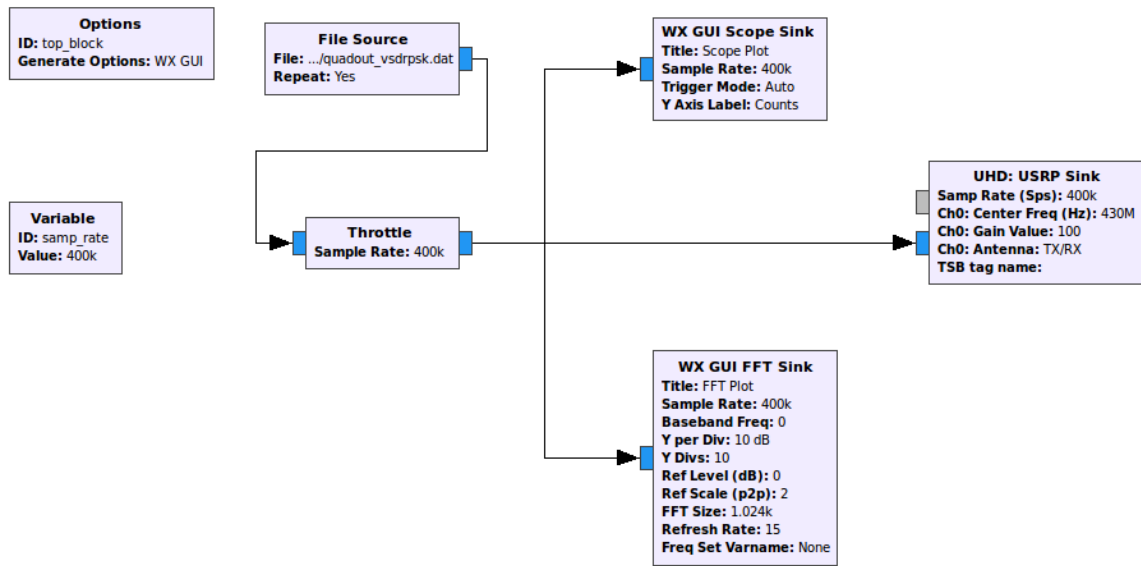 Options
ID: top_block
Generate Options: WX GUI
File Source
File: .../quadout_vsdrpsk.dat
Repeat: Yes
WX GUI Scope Sink
Title: Scope Plot
Sample Rate: 400k
Trigger Mode: Auto
Y Axis Label: Counts
Variable
ID: samp_rate
Value: 400k
Throttle
Sample Rate: 400k
UHD: USRP Sink
Samp Rate (Sps): 400k
Ch0: Center Freq (Hz): 430M
Ch0: Gain Value: 100
Ch0: Antenna: TX/RX
TSB tag name:
WX GUI FFT Sink
Title: FFT Plot
Sample Rate: 400k
Baseband Freq: 0
Y per Div: 10 dB
Y Divs: 10
Ref Level (dB): 0
Ref Scale (p2p): 2
FFT Size: 1.024k
Refresh Rate: 15
Freq Set Varname: None